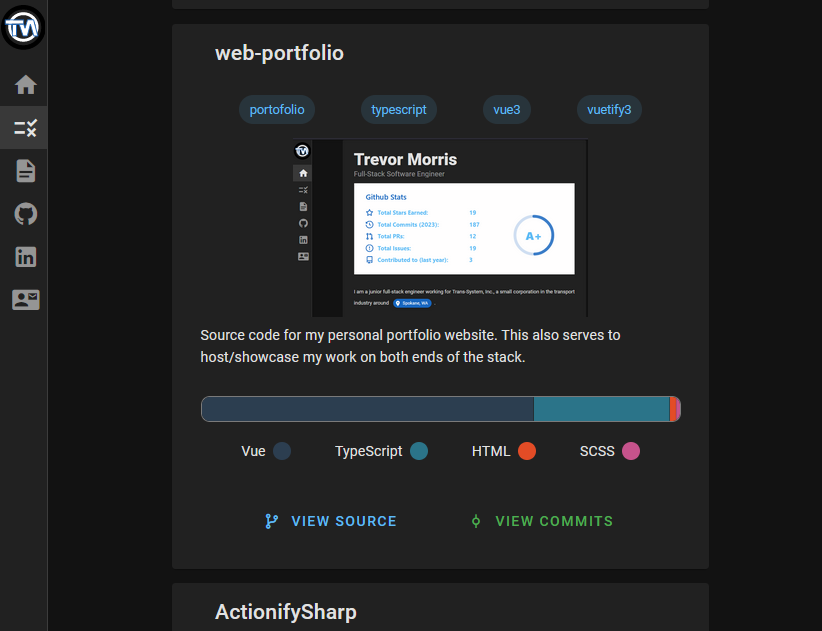 TM
web-portfolio
portofolio
typescript
vue3
vuetify3
TM
Trevor Morris
Full-Stack Software Engineer
Github Stats
Total Stars Earned: 19
Total Commits (2023): 187
Total PRs: 12
Total Issues: 19
Contributed to (last year): 3
A+
I am a junior full-stack engineer working for Trans-System, Inc., a small corporation in the transport
industry around Spokane, WA .
Source code for my personal portfolio website. This also serves to
host/showcase my work on both ends of the stack.
Vue
TypeScript
HTML
SCSS
VIEW SOURCE
VIEW COMMITS
ActionifySharp
in